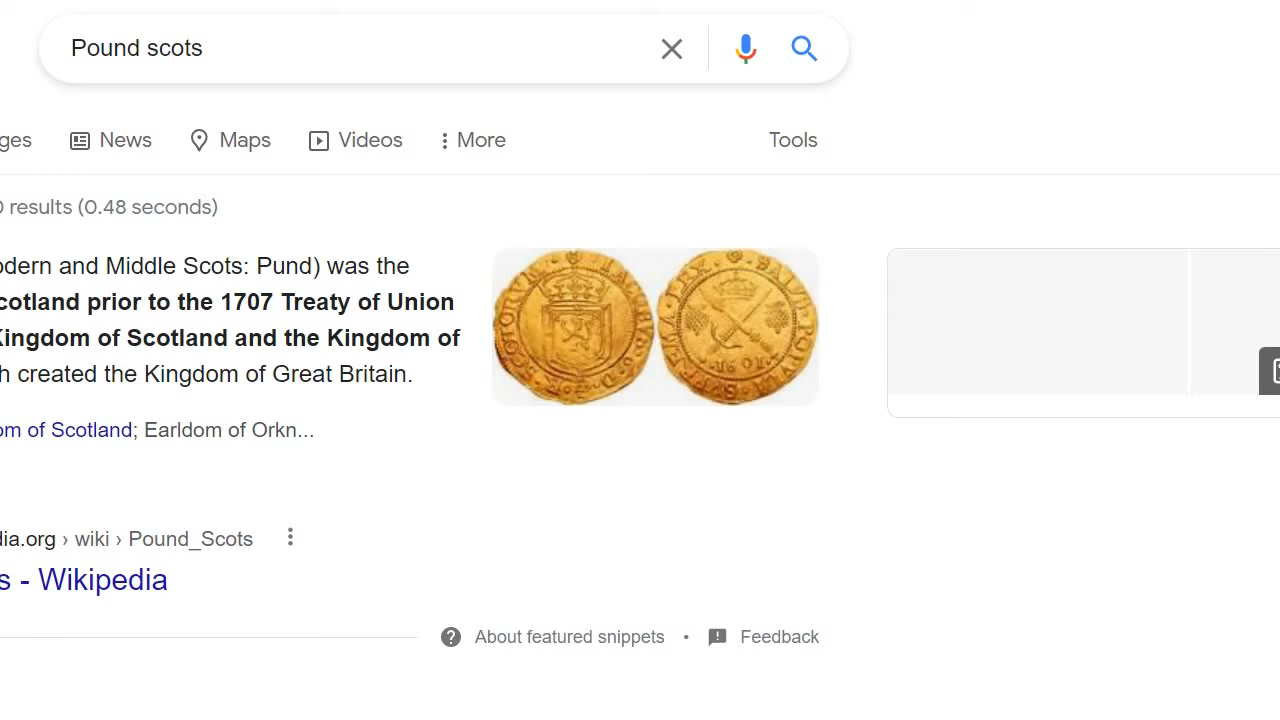 Pound scots
ges News Maps Videos More Tools
results (0.48 seconds)
odern and Middle Scots: Pund) was the
cotland prior to the 1707 Treaty of Union
Kingdom of Scotland and the Kingdom of
h created the Kingdom of Great Britain.
om of Scotland; Earldom of Orkn...
dia.org › wiki › Pound_Scots
s - Wikipedia
About featured snippets • Feedback